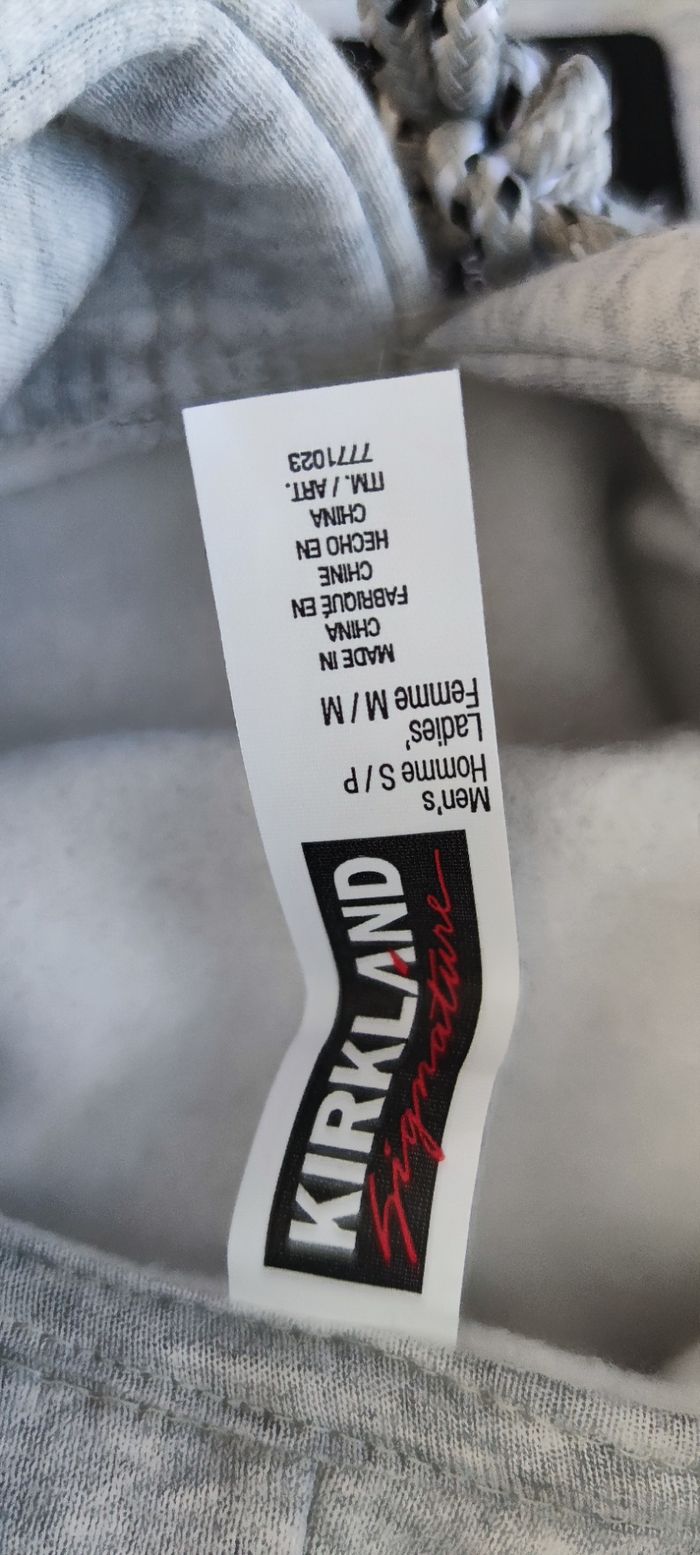 KIRKLAND
Signature
Men's
Homme S / P
Ladies'
Femme M / M
MADE IN
CHINA
FABRIQUÉ EN
CHINE
HECHO EN
CHINA
ITM. / ART.
7771023